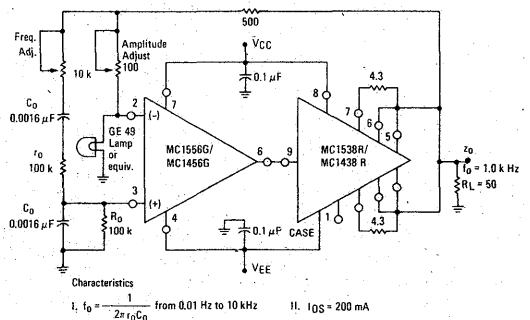 500
Freq.
Adj.
10 k
Amplitude
Adjust
100
VCC
0.1 μF
7
8
4.3
7
6
5
C0
0.0016 μF
2
(-)
GE 49
Lamp
or
equiv.
MC1556G/
MC1456G
6
9
MC1538R/
MC1438 R
z0
f0 = 1.0 kHz
RL = 50
r0
100 k
3
(+)
C0
0.0016 μF
R0
100 k
4
0.1 μP
CASE
1
4.3
VEE
Characteristics
I. f0 = 1 / 2π r0C0 from 0.01 Hz to 10 kHz
II. IOS = 200 mA